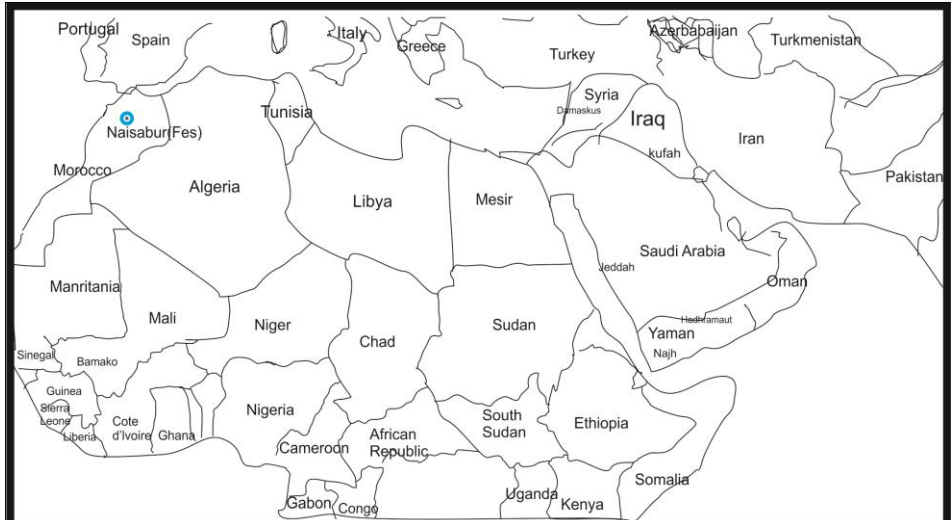 Portugal
Spain
Italy
Greece
Turkey
Azerbabaijan
Turkmenistan
Naisabur(Fes)
Tunisia
Syria
Damaskus
Iraq
kufah
Iran
Pakistan
Morocco
Algeria
Libya
Mesir
Saudi Arabia
Jeddah
Oman
Manritania
Mali
Niger
Chad
Sudan
Hadhramaut
Yaman
Najh
Sinegal
Bamako
Guinea
Sierra
Leone
Liberia
Cote
d'Ivoire
Ghana
Nigeria
Cameroon
African
Republic
South
Sudan
Ethiopia
Somalia
Gabon
Congo
Uganda
Kenya